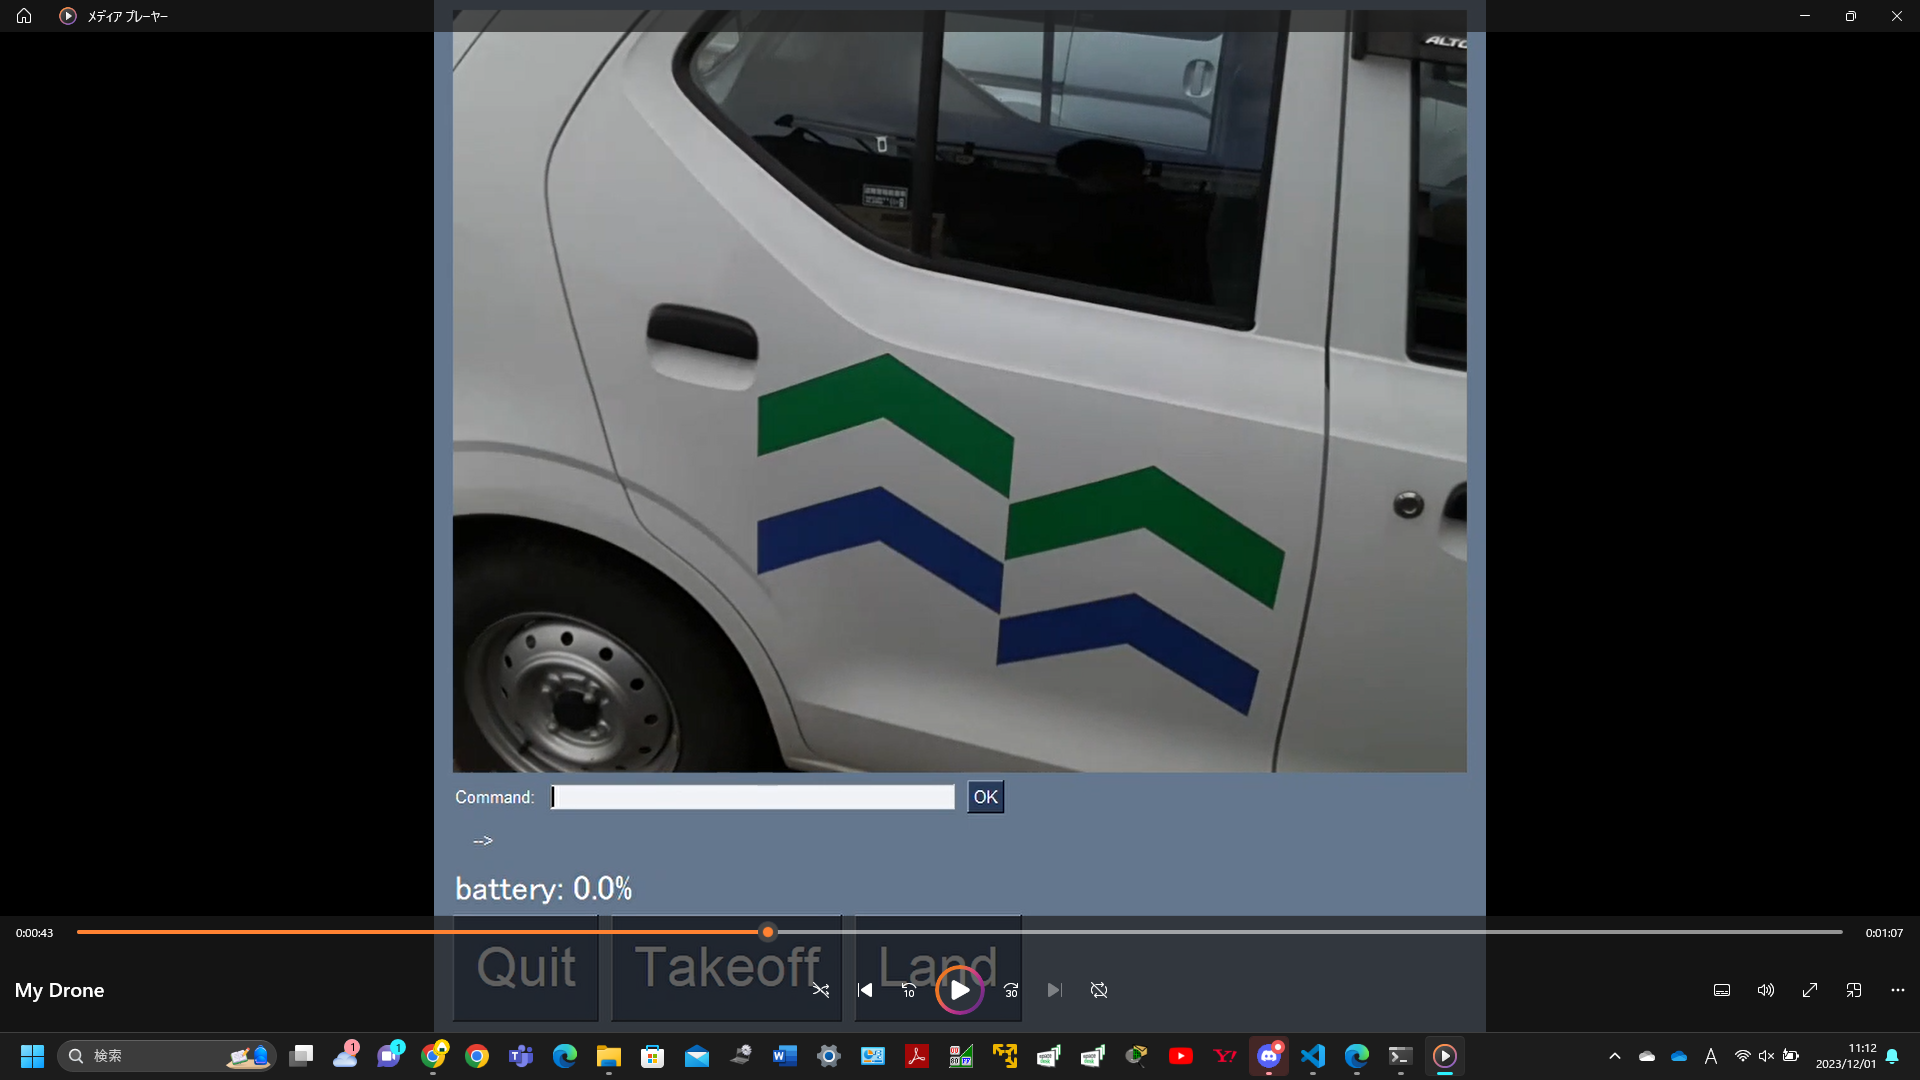 メディア プレーヤー
ALTO
Command:
OK
-->
battery: 0.0%
Quit
Takeoff
Land
0:00:43
0:01:07
My Drone
10
30
検索
1
1
A
11:12
2023/12/01